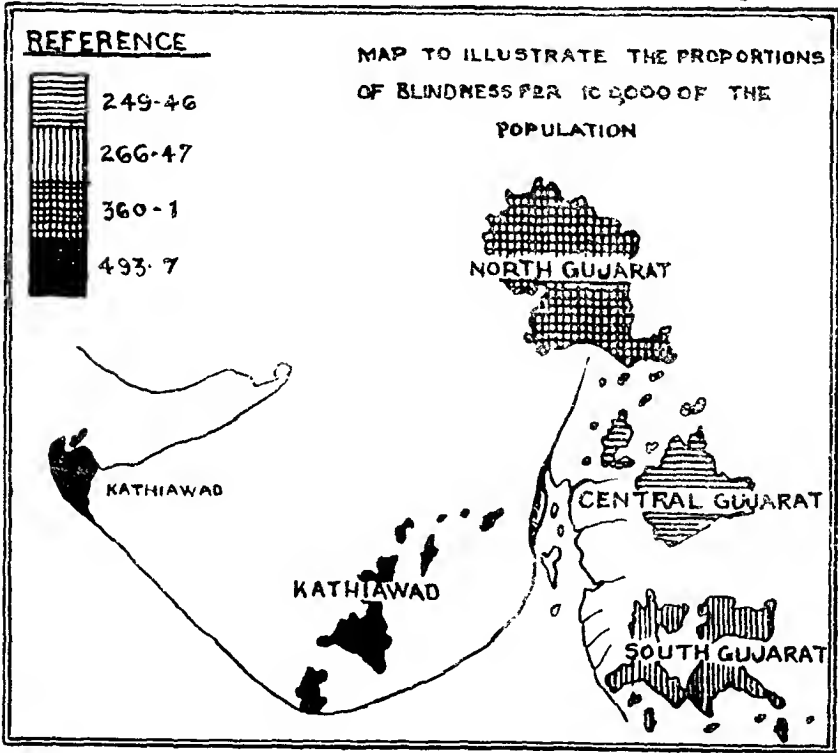 REFERENCE
249·46
266·47
360·1
493·7
MAP TO ILLUSTRATE THE PROPORTIONS
OF BLINDNESS PER 100,000 OF THE
POPULATION
NORTH GUJARAT
KATHIAWAD
CENTRAL GUJARAT
KATHIAWAD
SOUTH GUJARAT